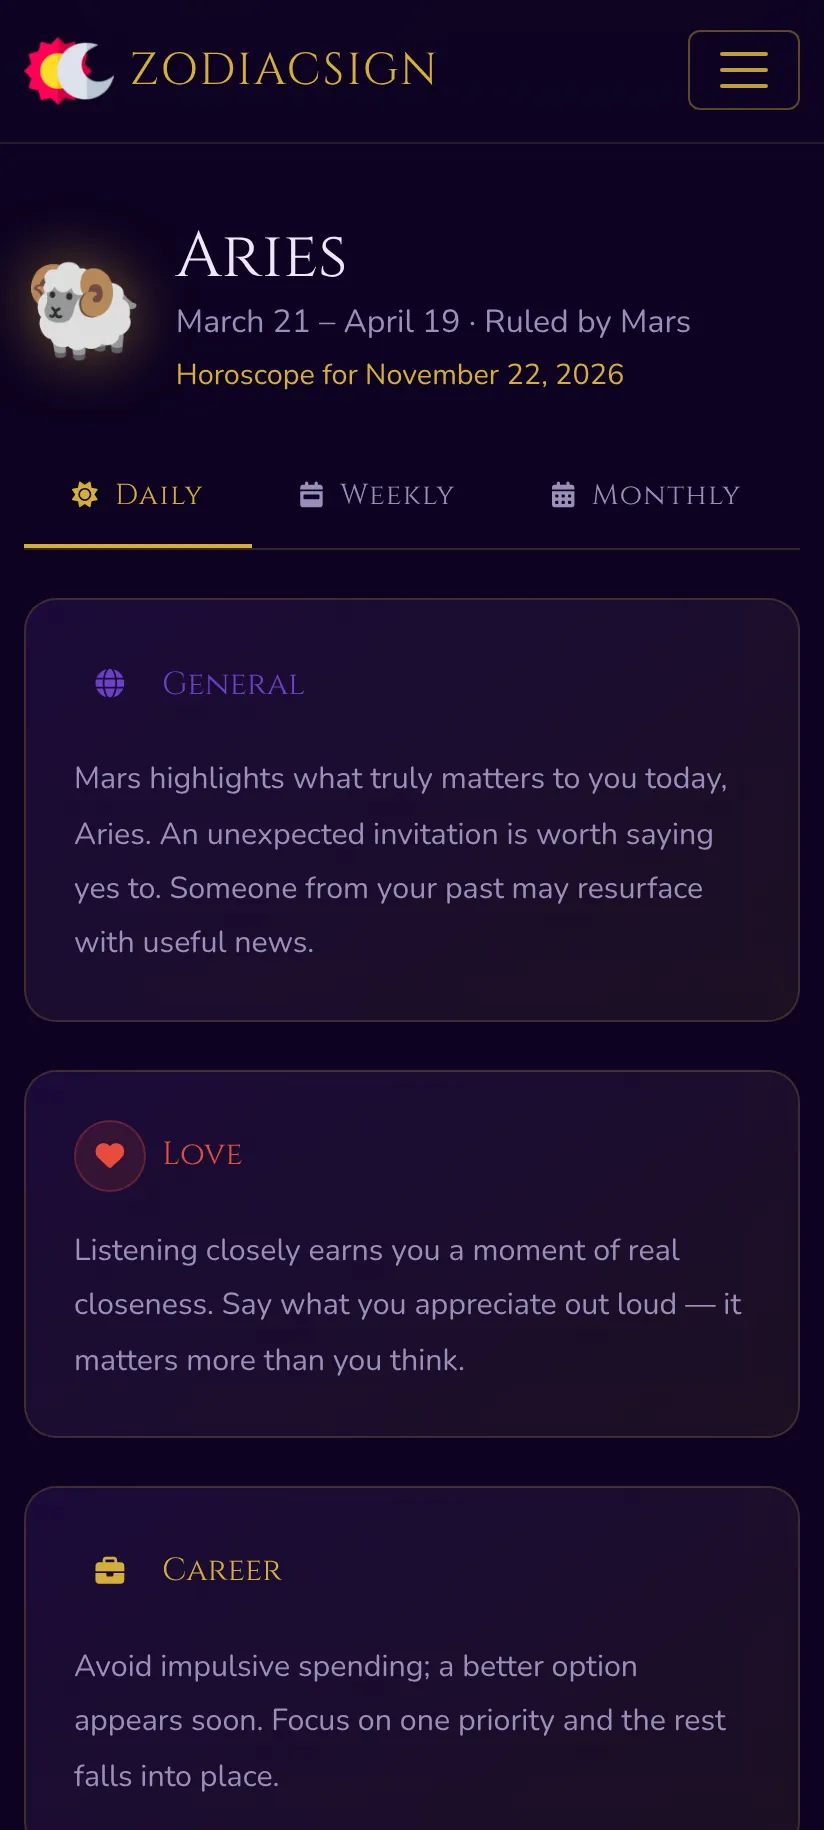 ZODIACSIGN
Aries
March 21 – April 19 · Ruled by Mars
Horoscope for November 22, 2026
Daily
Weekly
Monthly
General
Mars highlights what truly matters to you today,
Aries. An unexpected invitation is worth saying
yes to. Someone from your past may resurface
with useful news.
Love
Listening closely earns you a moment of real
closeness. Say what you appreciate out loud — it
matters more than you think.
Career
Avoid impulsive spending; a better option
appears soon. Focus on one priority and the rest
falls into place.